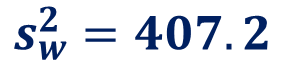 $s_w^2 = 407.2$